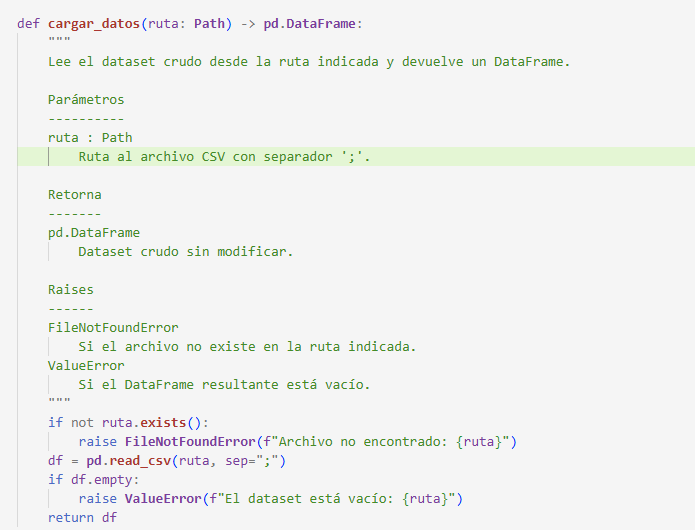 def cargar_datos(ruta: Path) -> pd.DataFrame:
"""
Lee el dataset crudo desde la ruta indicada y devuelve un DataFrame.
Parámetros
----------
ruta : Path
Ruta al archivo CSV con separador ';'.
Retorna
-------
pd.DataFrame
Dataset crudo sin modificar.
Raises
------
FileNotFoundError
Si el archivo no existe en la ruta indicada.
ValueError
Si el DataFrame resultante está vacío.
"""
if not ruta.exists():
raise FileNotFoundError(f"Archivo no encontrado: {ruta}")
df = pd.read_csv(ruta, sep=";")
if df.empty:
raise ValueError(f"El dataset está vacío: {ruta}")
return df